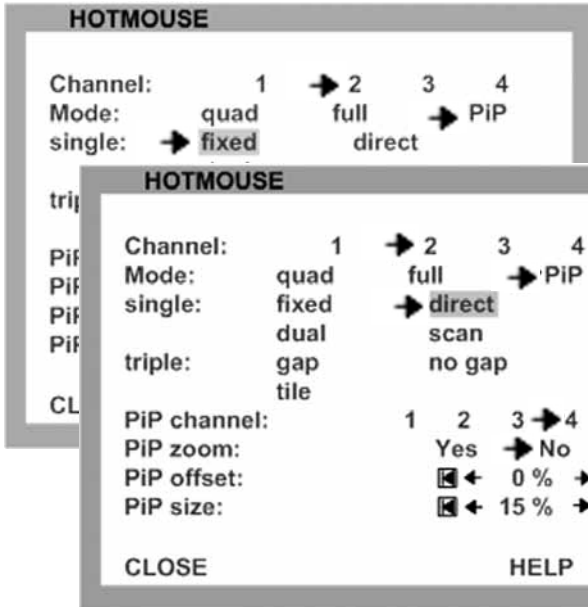 HOTMOUSE
Channel: 1 2 3 4
Mode: quad full PiP
single: fixed direct
HOTMOUSE
Channel: 1 2 3 4
Mode: quad full PiP
single: fixed direct
dual scan
triple: gap no gap
tile
PiP channel: 1 2 3 4
PiP zoom: Yes No
PiP offset: 0 %
PiP size: 15 %
CLOSE HELP